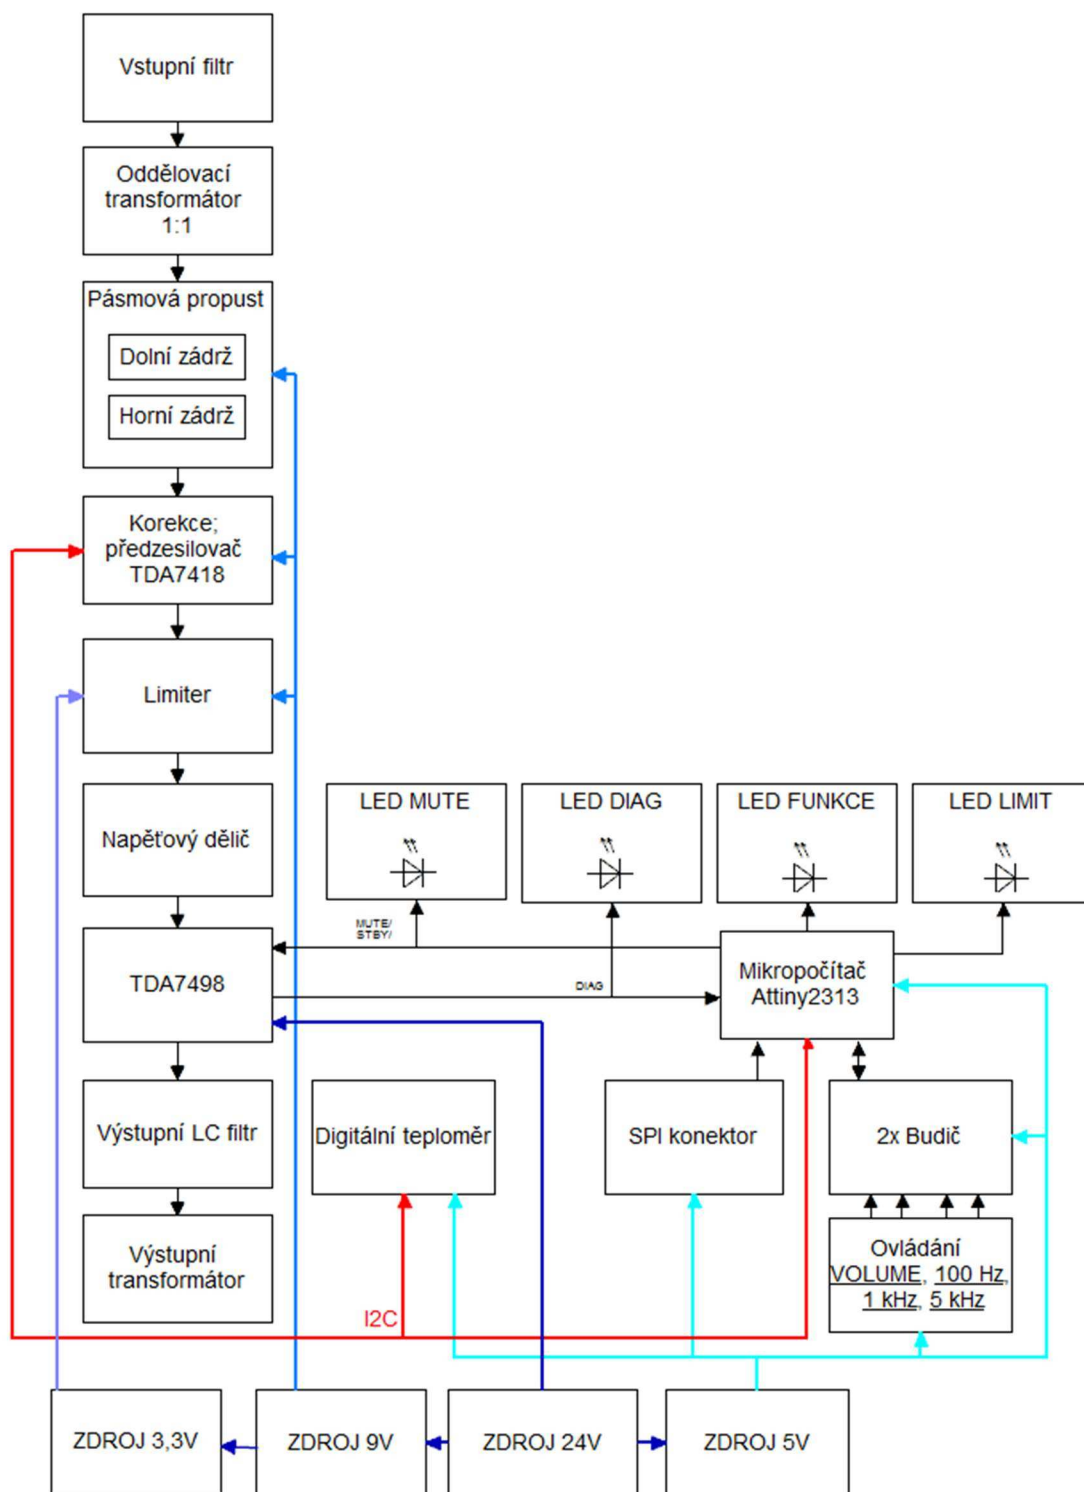 Vstupní filtr
Oddělovací
transformátor
1:1
Pásmová propust
Dolní zádrž
Horní zádrž
Korekce;
předzesilovač
TDA7418
Limiter
Napěťový dělič
LED MUTE
LED DIAG
LED FUNKCE
LED LIMIT
MUTE/
STBY/
TDA7498
DIAG
Mikropočítač
Attiny2313
Výstupní LC filtr
Digitální teploměr
SPI konektor
2x Budič
Výstupní
transformátor
Ovládání
VOLUME, 100 Hz,
1 kHz, 5 kHz
I2C
ZDROJ 3,3V
ZDROJ 9V
ZDROJ 24V
ZDROJ 5V